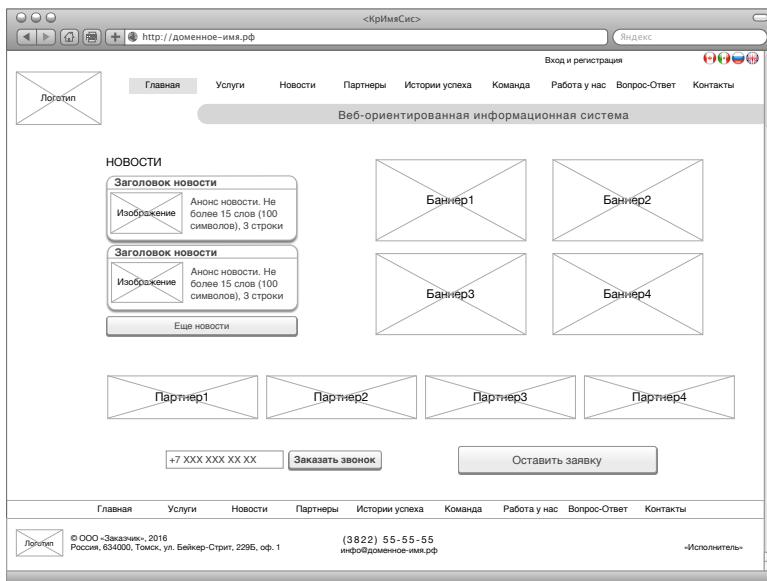 <КрИмяСис>
http://доменное-имя.рф
Яндекс
Вход и регистрация
Логотип
Главная Услуги Новости Партнеры Истории успеха Команда Работа у нас Вопрос-Ответ Контакты
Веб-ориентированная информационная система
НОВОСТИ
Заголовок новости
Изображение
Анонс новости. Не
более 15 слов (100
символов), 3 строки
Заголовок новости
Изображение
Анонс новости. Не
более 15 слов (100
символов), 3 строки
Еще новости
Баннер1 Баннер2
Баннер3 Баннер4
Партнер1 Партнер2 Партнер3 Партнер4
+7 XXX XXX XX XX Заказать звонок Оставить заявку
Главная Услуги Новости Партнеры Истории успеха Команда Работа у нас Вопрос-Ответ Контакты
Логотип
© ООО «Заказчик», 2016
Россия, 634000, Томск, ул. Бейкер-Стрит, 229Б, оф. 1
(3822) 55-55-55
инфо@доменное-имя.рф
«Исполнитель»